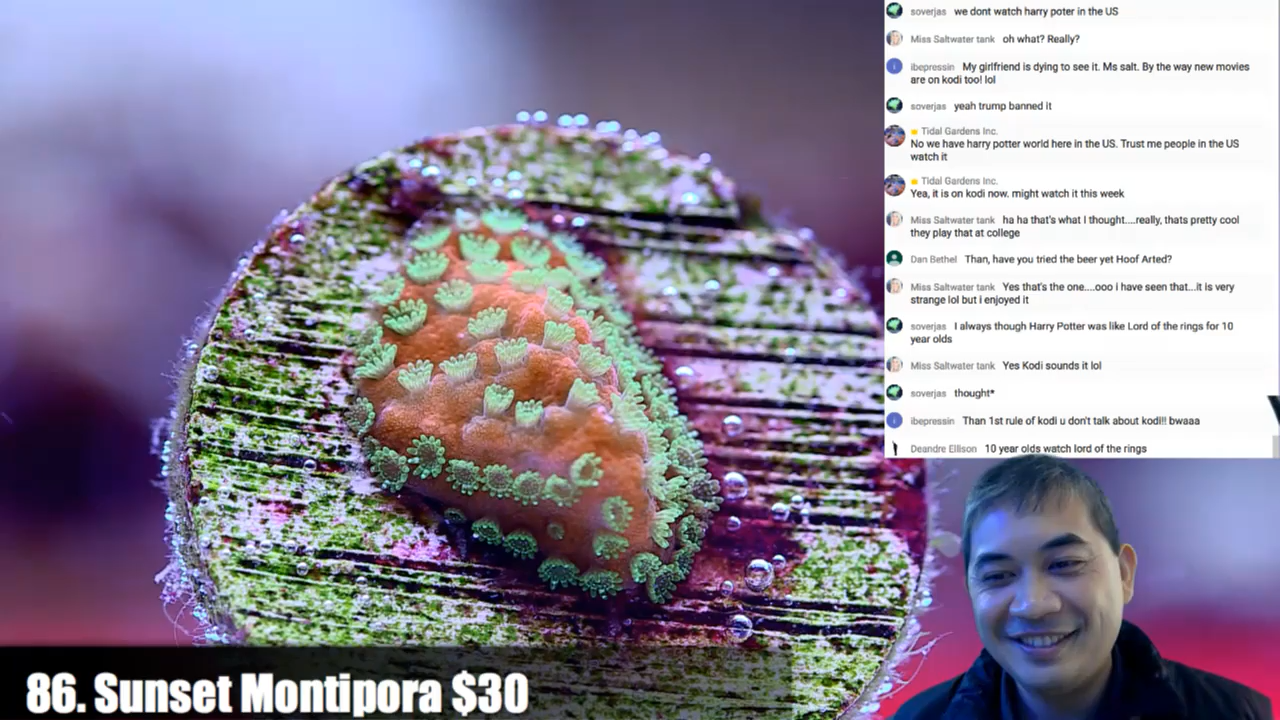 soverjas we dont watch harry poter in the US
Miss Saltwater tank oh what? Really?
ibepressin My girlfriend is dying to see it. Ms salt. By the way new movies
are on kodi too! lol
soverjas yeah trump banned it
Tidal Gardens Inc.
No we have harry potter world here in the US. Trust me people in the US
watch it
Tidal Gardens Inc.
Yea, it is on kodi now. might watch it this week
Miss Saltwater tank ha ha that's what I thought....really, thats pretty cool
they play that at college
Dan Bethel Than, have you tried the beer yet Hoof Arted?
Miss Saltwater tank Yes that's the one....ooo i have seen that...it is very
strange lol but i enjoyed it
soverjas I always though Harry Potter was like Lord of the rings for 10
year olds
Miss Saltwater tank Yes Kodi sounds it lol
soverjas thought*
ibepressin Than 1st rule of kodi u don't talk about kodi!! bwaaa
Deandre Ellison 10 year olds watch lord of the rings
86. Sunset Montipora $30